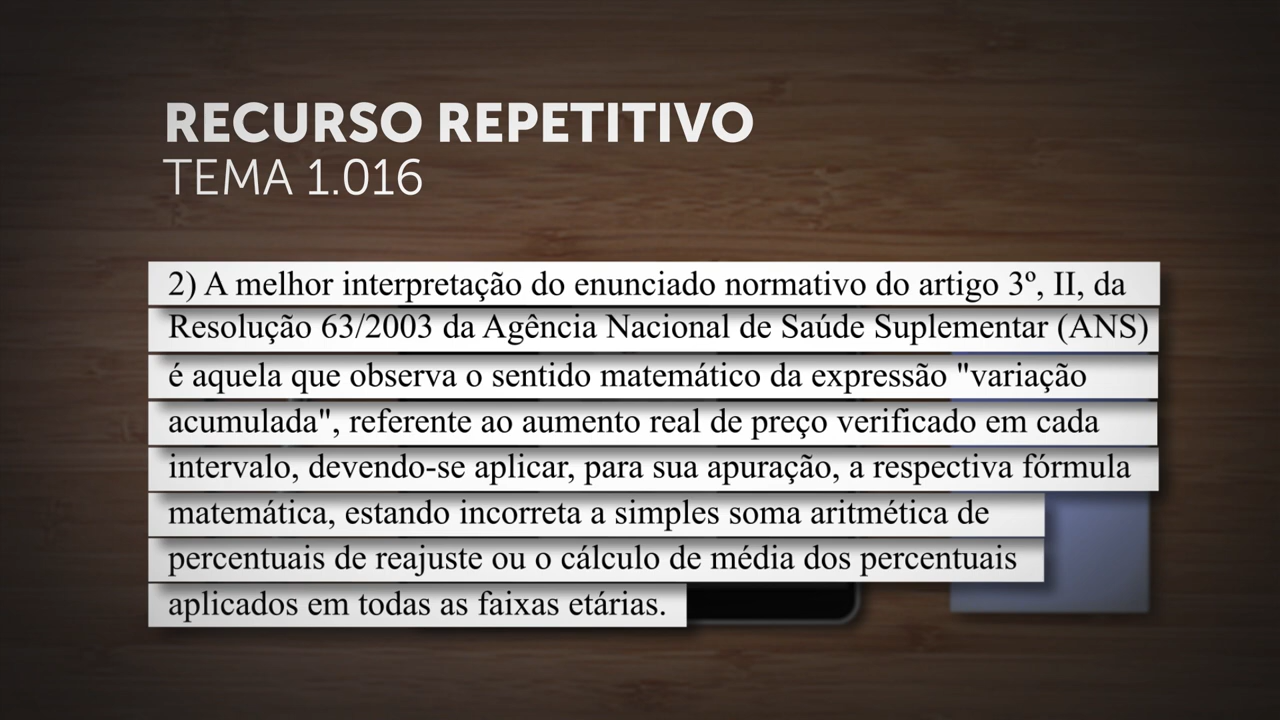 RECURSO REPETITIVO
TEMA 1.016
2) A melhor interpretação do enunciado normativo do artigo 3º, II, da
Resolução 63/2003 da Agência Nacional de Saúde Suplementar (ANS)
é aquela que observa o sentido matemático da expressão "variação
acumulada", referente ao aumento real de preço verificado em cada
intervalo, devendo-se aplicar, para sua apuração, a respectiva fórmula
matemática, estando incorreta a simples soma aritmética de
percentuais de reajuste ou o cálculo de média dos percentuais
aplicados em todas as faixas etárias.